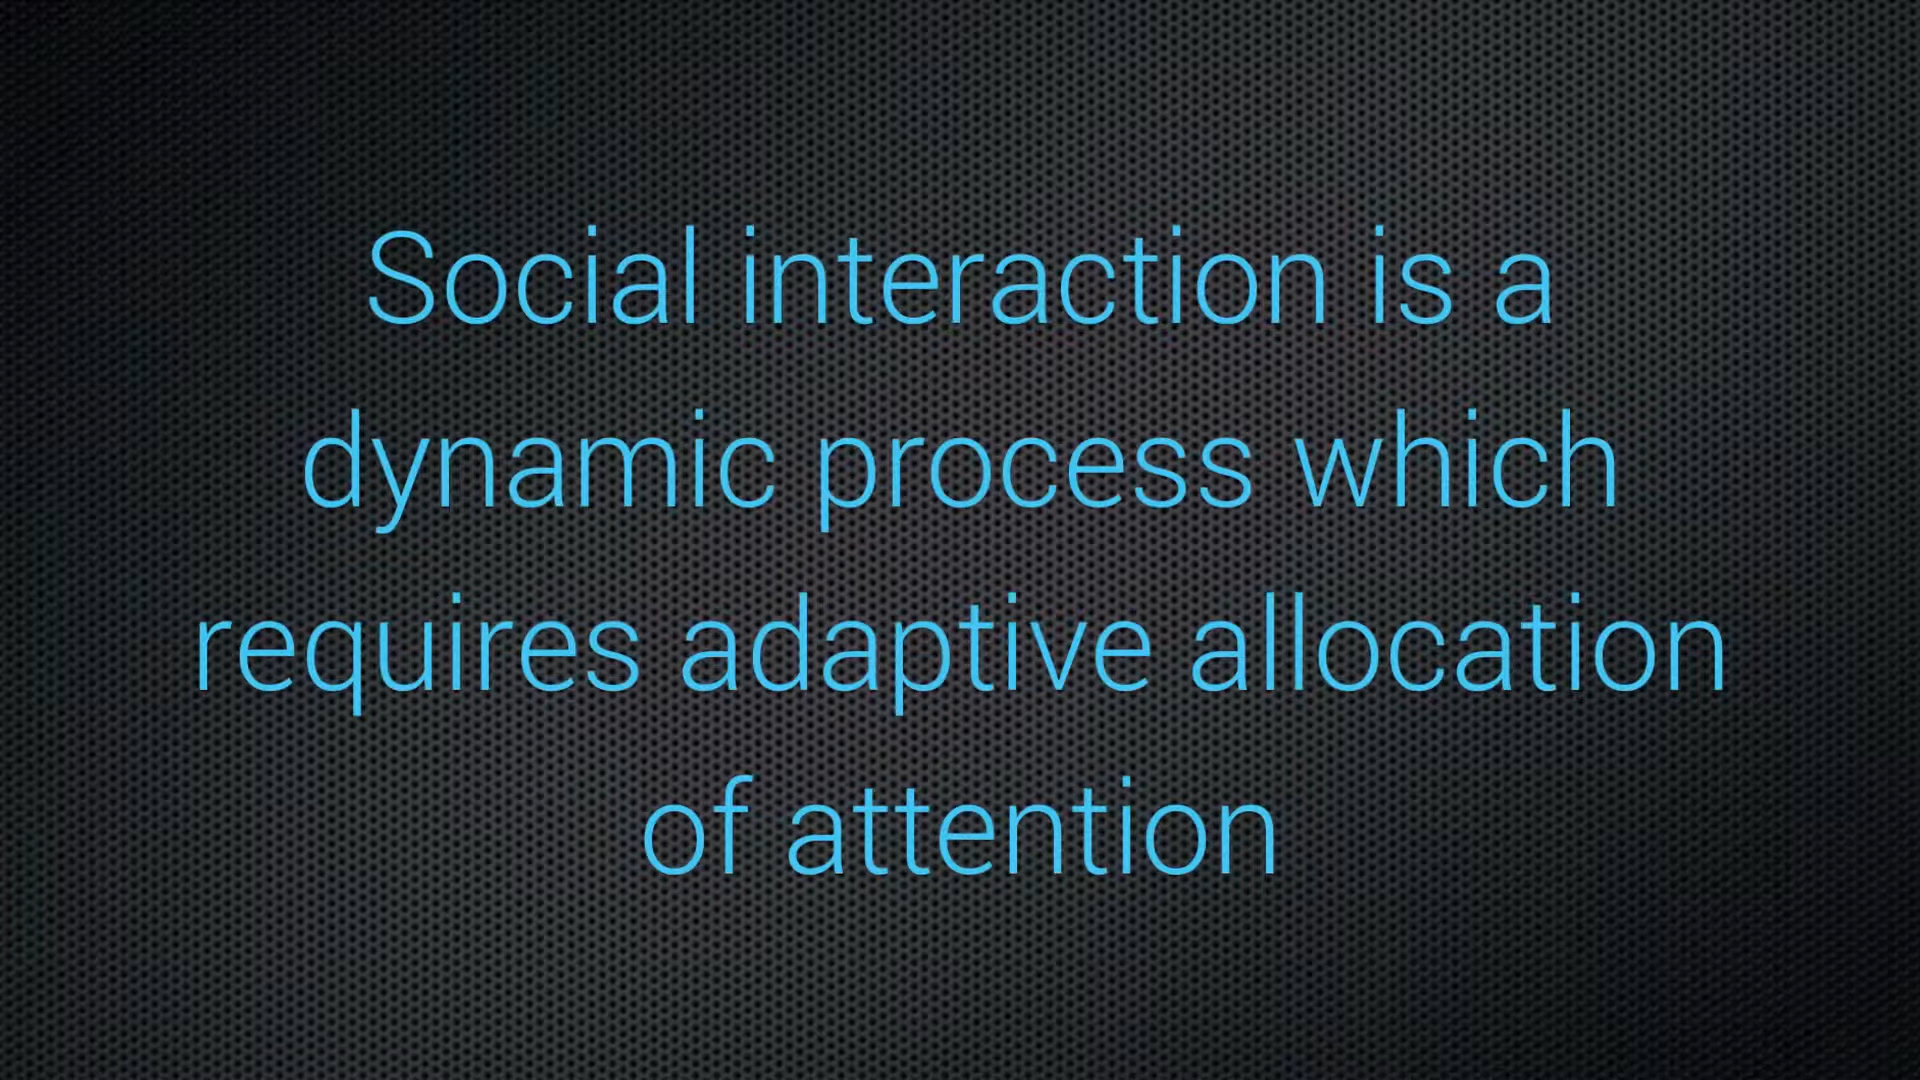 Social interaction is a
dynamic process which
requires adaptive allocation
of attention